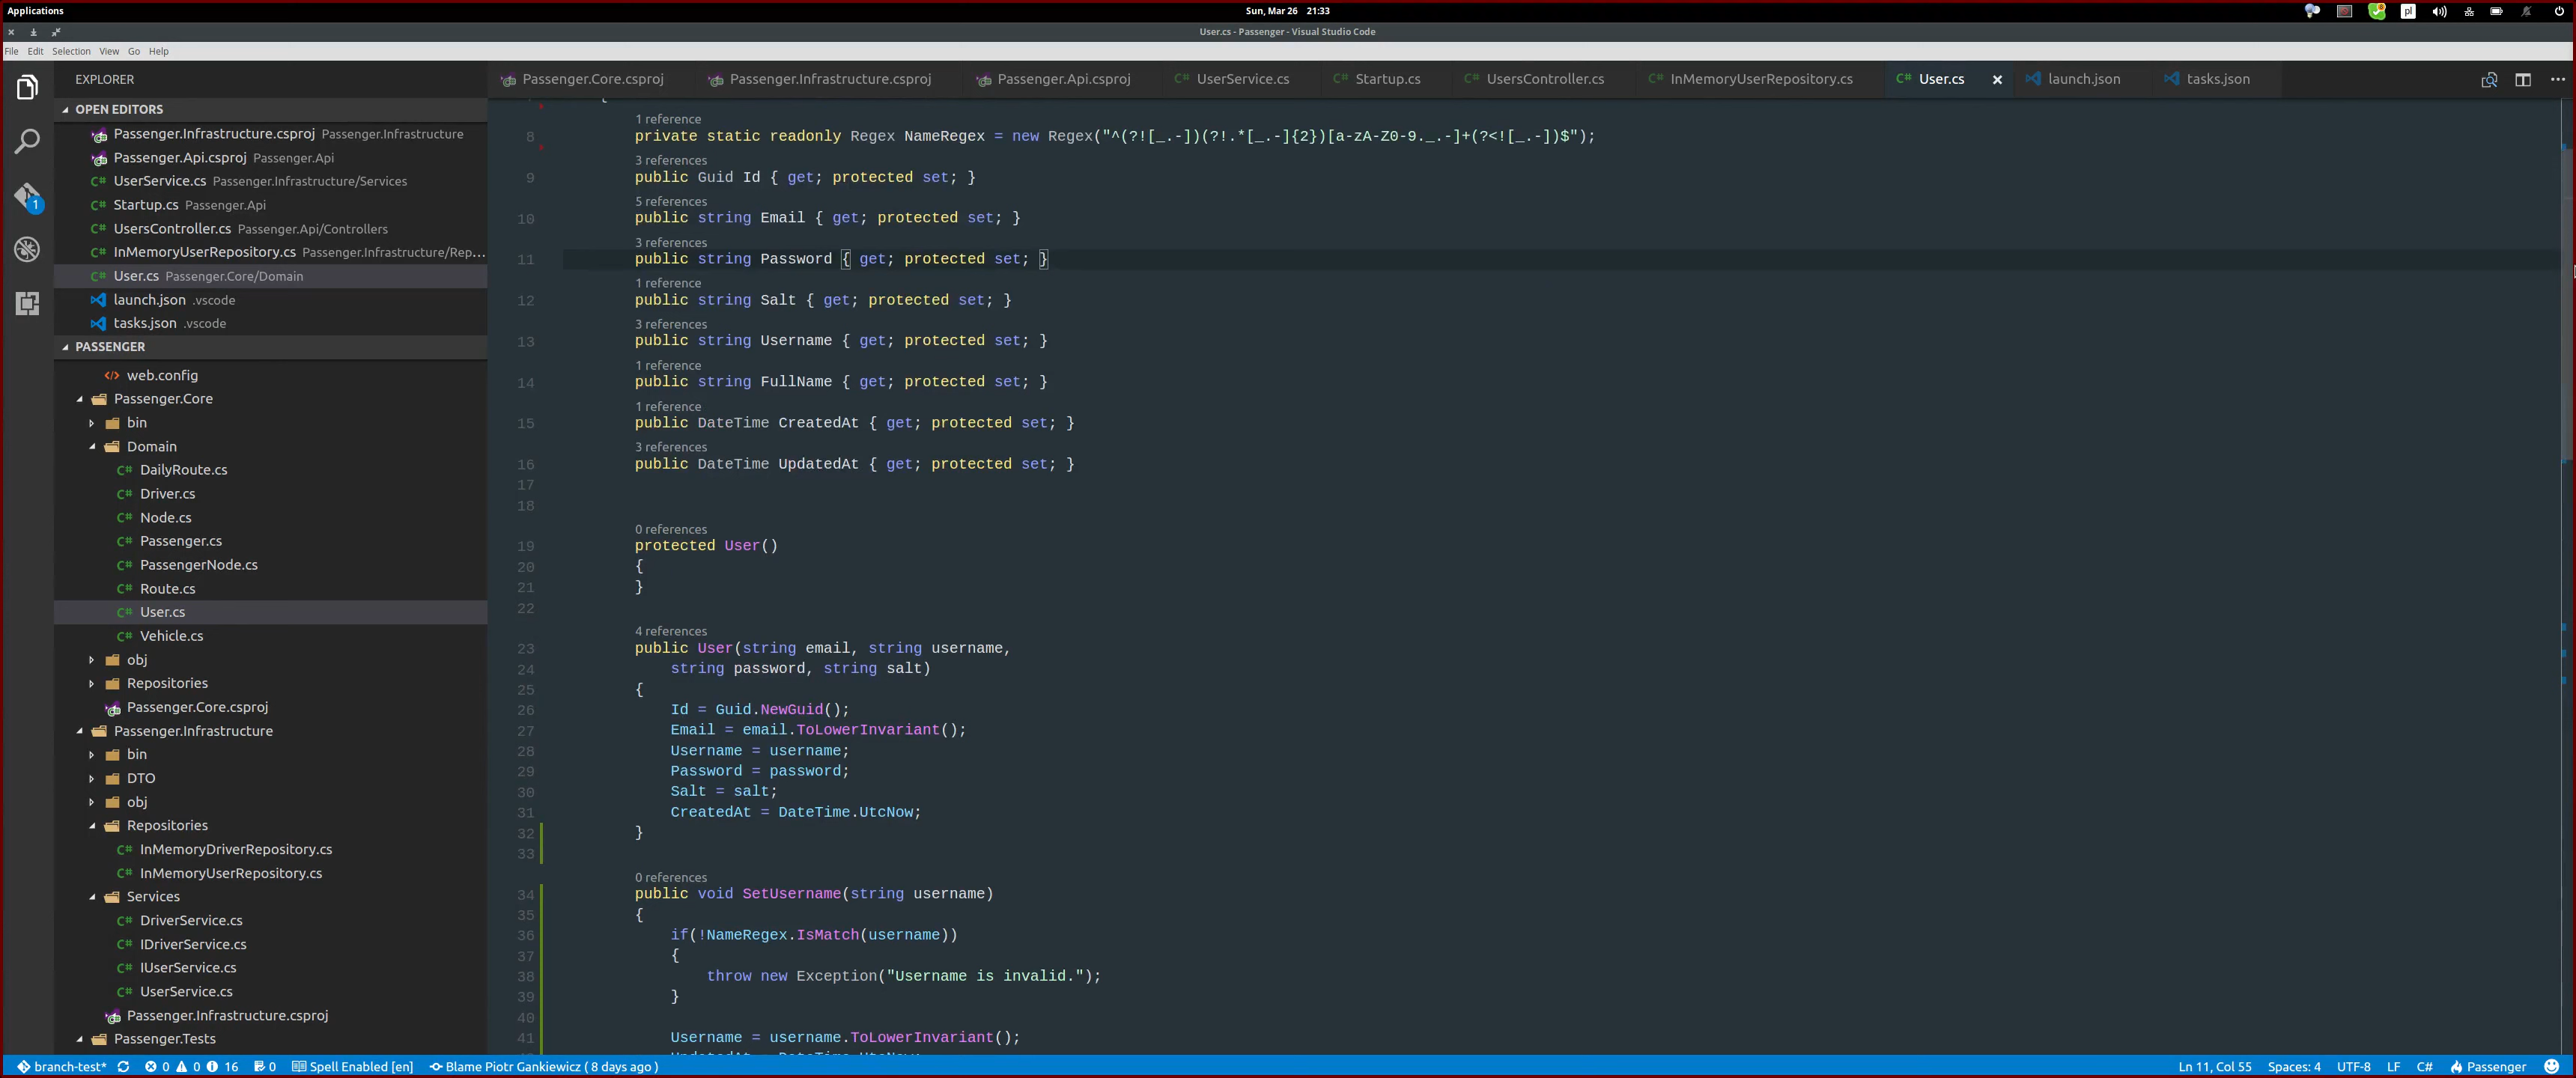 Applications
Sun, Mar 26 21:33
pl
User.cs - Passenger - Visual Studio Code
File Edit Selection View Go Help
EXPLORER
OPEN EDITORS
Passenger.Infrastructure.csproj Passenger.Infrastructure
Passenger.Api.csproj Passenger.Api
C# UserService.cs Passenger.Infrastructure/Services
C# Startup.cs Passenger.Api
C# UsersController.cs Passenger.Api/Controllers
C# InMemoryUserRepository.cs Passenger.Infrastructure/Rep...
C# User.cs Passenger.Core/Domain
launch.json .vscode
tasks.json .vscode
1
PASSENGER
web.config
Passenger.Core
bin
Domain
C# DailyRoute.cs
C# Driver.cs
C# Node.cs
C# Passenger.cs
C# PassengerNode.cs
C# Route.cs
C# User.cs
C# Vehicle.cs
obj
Repositories
Passenger.Core.csproj
Passenger.Infrastructure
bin
DTO
obj
Repositories
C# InMemoryDriverRepository.cs
C# InMemoryUserRepository.cs
Services
C# DriverService.cs
C# IDriverService.cs
C# IUserService.cs
C# UserService.cs
Passenger.Infrastructure.csproj
Passenger.Tests
Passenger.Core.csproj Passenger.Infrastructure.csproj Passenger.Api.csproj C# UserService.cs C# Startup.cs C# UsersController.cs C# InMemoryUserRepository.cs C# User.cs × launch.json tasks.json
1 reference
8 private static readonly Regex NameRegex = new Regex("^(?![_.-])(?!.*[_.-]{2})[a-zA-Z0-9._.-]+(?<![_.-])$");
3 references
9 public Guid Id { get; protected set; }
5 references
10 public string Email { get; protected set; }
3 references
11 public string Password { get; protected set; }
1 reference
12 public string Salt { get; protected set; }
3 references
13 public string Username { get; protected set; }
1 reference
14 public string FullName { get; protected set; }
1 reference
15 public DateTime CreatedAt { get; protected set; }
3 references
16 public DateTime UpdatedAt { get; protected set; }
17
18
0 references
19 protected User()
20 {
21 }
22
4 references
23 public User(string email, string username,
24 string password, string salt)
25 {
26 Id = Guid.NewGuid();
27 Email = email.ToLowerInvariant();
28 Username = username;
29 Password = password;
30 Salt = salt;
31 CreatedAt = DateTime.UtcNow;
32 }
33
0 references
34 public void SetUsername(string username)
35 {
36 if(!NameRegex.IsMatch(username))
37 {
38 throw new Exception("Username is invalid.");
39 }
40
41 Username = username.ToLowerInvariant();
branch-test* 0 0 16 0 Spell Enabled [en] Blame Piotr Gankiewicz ( 8 days ago ) Ln 11, Col 55 Spaces: 4 UTF-8 LF C# Passenger